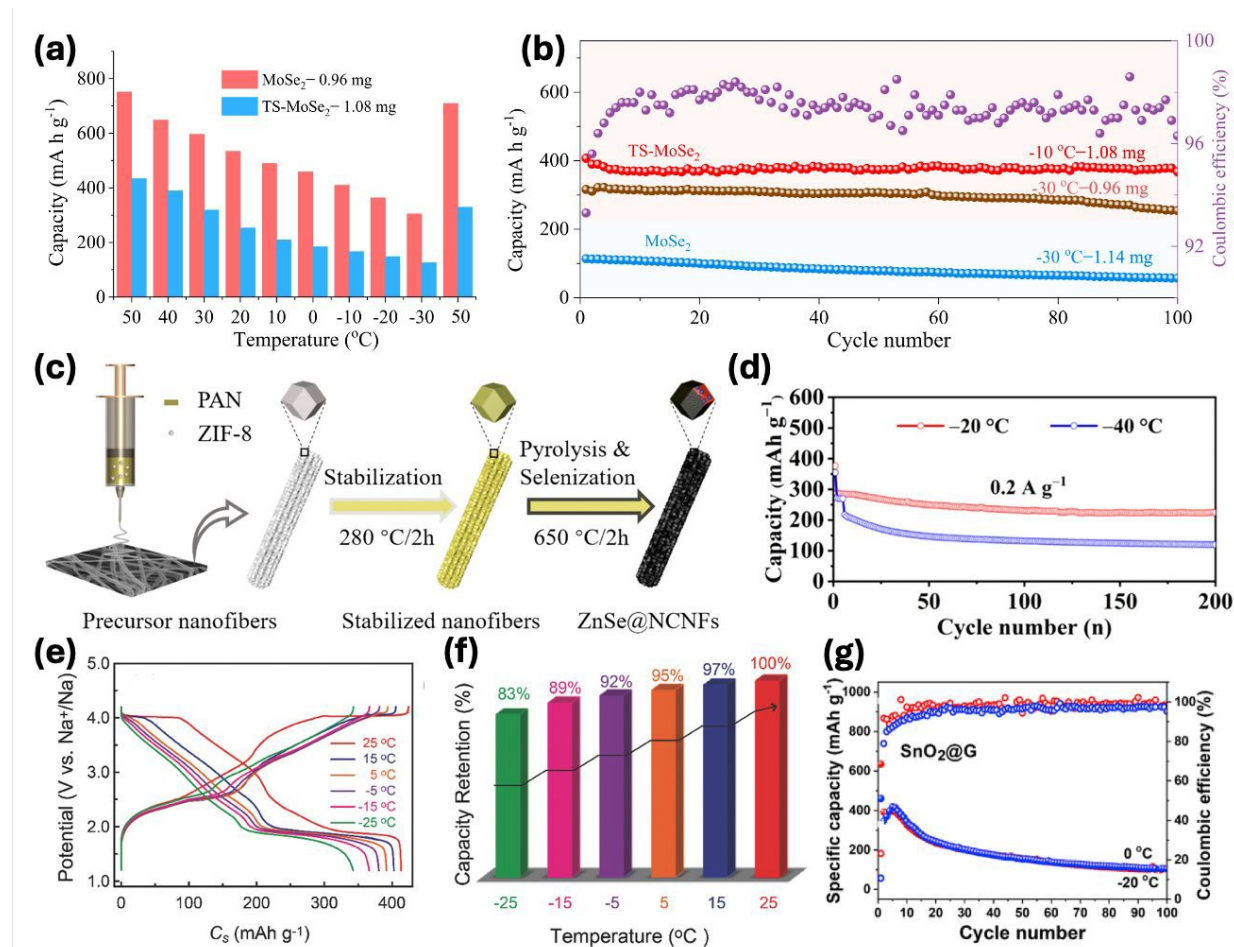 (a)
Capacity (mA h g⁻¹)
800
600
400
200
0
MoSe₂– 0.96 mg
TS-MoSe₂– 1.08 mg
50 40 30 20 10 0 -10 -20 -30 50
Temperature (°C)
(b)
Capacity (mA h g⁻¹)
600
400
200
0
TS-MoSe₂
-10 °C–1.08 mg
-30 °C–0.96 mg
MoSe₂
-30 °C–1.14 mg
100
98
96
94
92
Coulombic efficiency (%)
0 20 40 60 80 100
Cycle number
(c)
PAN
ZIF-8
Stabilization
280 °C/2h
Pyrolysis &
Selenization
650 °C/2h
Precursor nanofibers
Stabilized nanofibers
ZnSe@NCNFs
(d)
Capacity (mAh g⁻¹)
600
500
400
300
200
100
0
–20 °C
–40 °C
0.2 A g⁻¹
0 50 100 150 200
Cycle number (n)
(e)
Potential (V vs. Na⁺/Na)
5.0
4.0
3.0
2.0
1.0
25 °C
15 °C
5 °C
-5 °C
-15 °C
-25 °C
0 100 200 300 400
Cs (mAh g⁻¹)
(f)
Capacity Retention (%)
83%
89%
92%
95%
97%
100%
-25 -15 -5 5 15 25
Temperature (°C)
(g)
Specific capacity (mAh g⁻¹)
1000
800
600
400
200
0
SnO₂@G
0 °C
-20 °C
100
80
60
40
20
0
Coulombic efficiency (%)
0 10 20 30 40 50 60 70 80 90 100
Cycle number